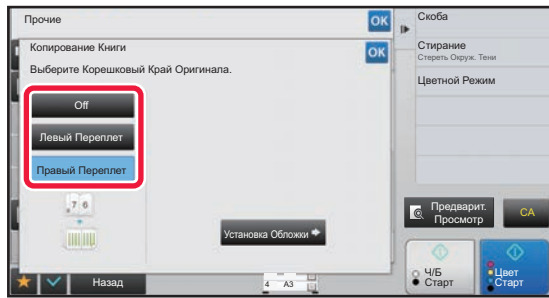 Прочие
OK
Скоба
Копирование Книги
OK
Стирание
Стереть Окруж. Тени
Выберите Корешковый Край Оригинала.
Цветной Режим
Off
Левый Переплет
Правый Переплет
7 6
Предварит.
Просмотр
CA
Установка Обложки
Ч/Б
Старт
Цвет
Старт
Назад
4 A3